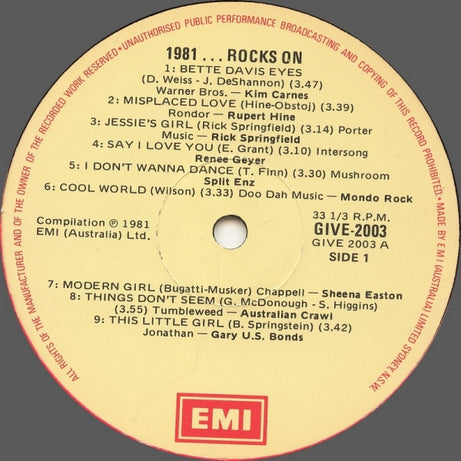 1981 . . . ROCKS ON
1: BETTE DAVIS EYES
(D. Weiss - J. DeShannon) (3.47)
Warner Bros. – Kim Carnes
2: MISPLACED LOVE (Hine-Obstoj) (3.39)
Rondor – Rupert Hine
3: JESSIE'S GIRL (Rick Springfield) (3.14) Porter
Music – Rick Springfield
4: SAY I LOVE YOU (E. Grant) (3.10) Intersong
Renee Geyer
5: I DON'T WANNA DANCE (T. Finn) (3.30) Mushroom
Split Enz
6: COOL WORLD (Wilson) (3.33) Doo Dah Music – Mondo Rock
Compilation ℗ 1981
EMI (Australia) Ltd.
33 1/3 R.P.M.
GIVE-2003
GIVE 2003 A
SIDE 1
7: MODERN GIRL (Bugatti-Musker) Chappell – Sheena Easton
8: THINGS DON'T SEEM (G. McDonough - S. Higgins)
(3.55) Tumbleweed – Australian Crawl
9: THIS LITTLE GIRL (B. Springstein) (3.42)
Jonathan – Gary U.S. Bonds
EMI
ALL RIGHTS OF THE MANUFACTURER AND OF THE OWNER OF THE RECORDED WORK RESERVED • UNAUTHORISED PUBLIC PERFORMANCE BROADCASTING AND COPYING OF THIS RECORD PROHIBITED. • MADE BY E M I (AUSTRALIA) LIMITED SYDNEY, N.S.W.